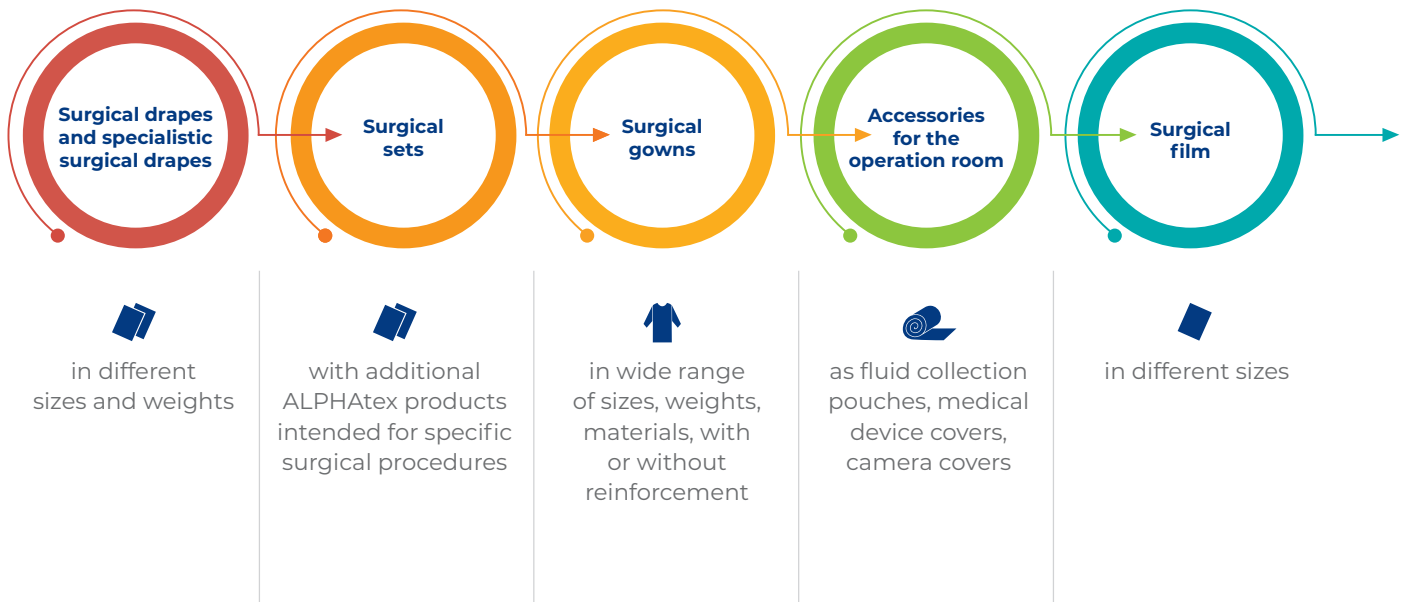 Surgical drapes
and specialistic
surgical drapes
Surgical
sets
Surgical
gowns
Accessories
for the
operation room
Surgical
film
in different
sizes and weights
with additional
ALPHAtex products
intended for specific
surgical procedures
in wide range
of sizes, weights,
materials, with
or without
reinforcement
as fluid collection
pouches, medical
device covers,
camera covers
in different sizes